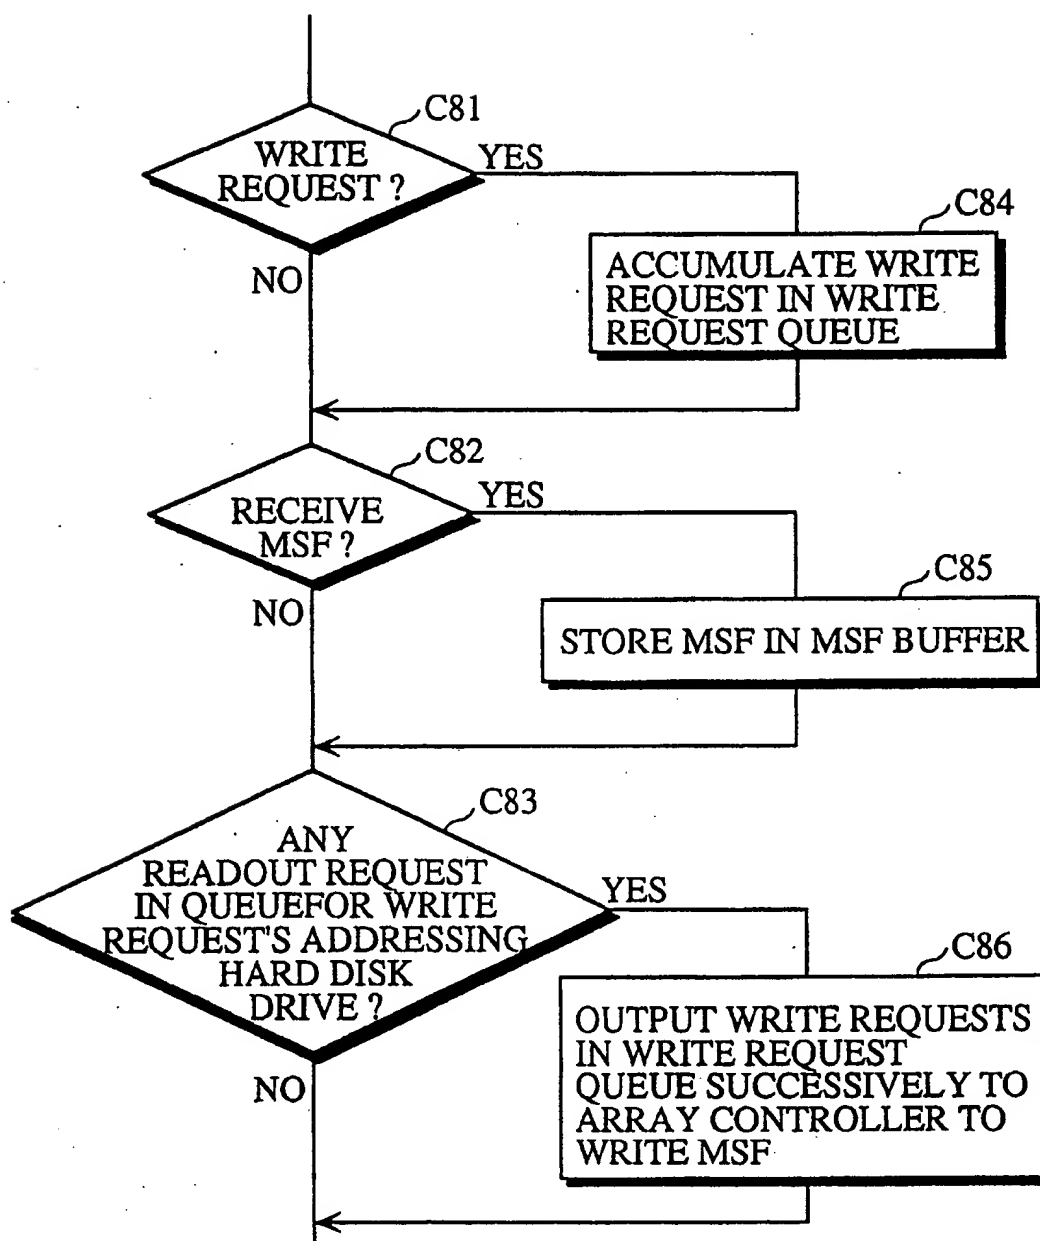 C81
WRITE
REQUEST ?
YES
NO
C84
ACCUMULATE WRITE
REQUEST IN WRITE
REQUEST QUEUE
C82
RECEIVE
MSF ?
YES
NO
C85
STORE MSF IN MSF BUFFER
C83
ANY
READOUT REQUEST
IN QUEUEFOR WRITE
REQUEST'S ADDRESSING
HARD DISK
DRIVE ?
YES
NO
C86
OUTPUT WRITE REQUESTS
IN WRITE REQUEST
QUEUE SUCCESSIVELY TO
ARRAY CONTROLLER TO
WRITE MSF